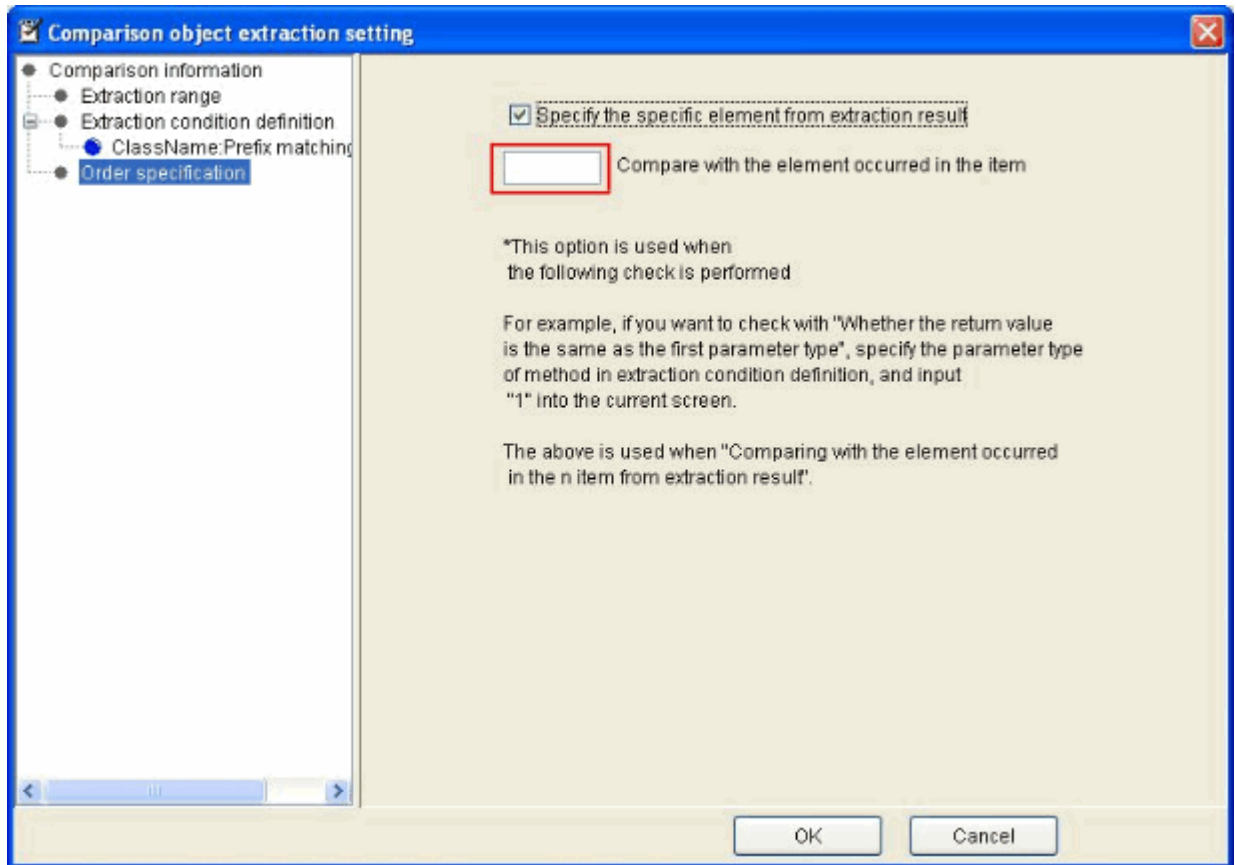 Comparison object extraction setting
Comparison information
Extraction range
Extraction condition definition
ClassName:Prefix matching
Order specification
Specify the specific element from extraction result
Compare with the element occurred in the item
*This option is used when
the following check is performed
For example, if you want to check with "Whether the return value
is the same as the first parameter type", specify the parameter type
of method in extraction condition definition, and input
"1" into the current screen.
The above is used when "Comparing with the element occurred
in the n item from extraction result".
OK
Cancel